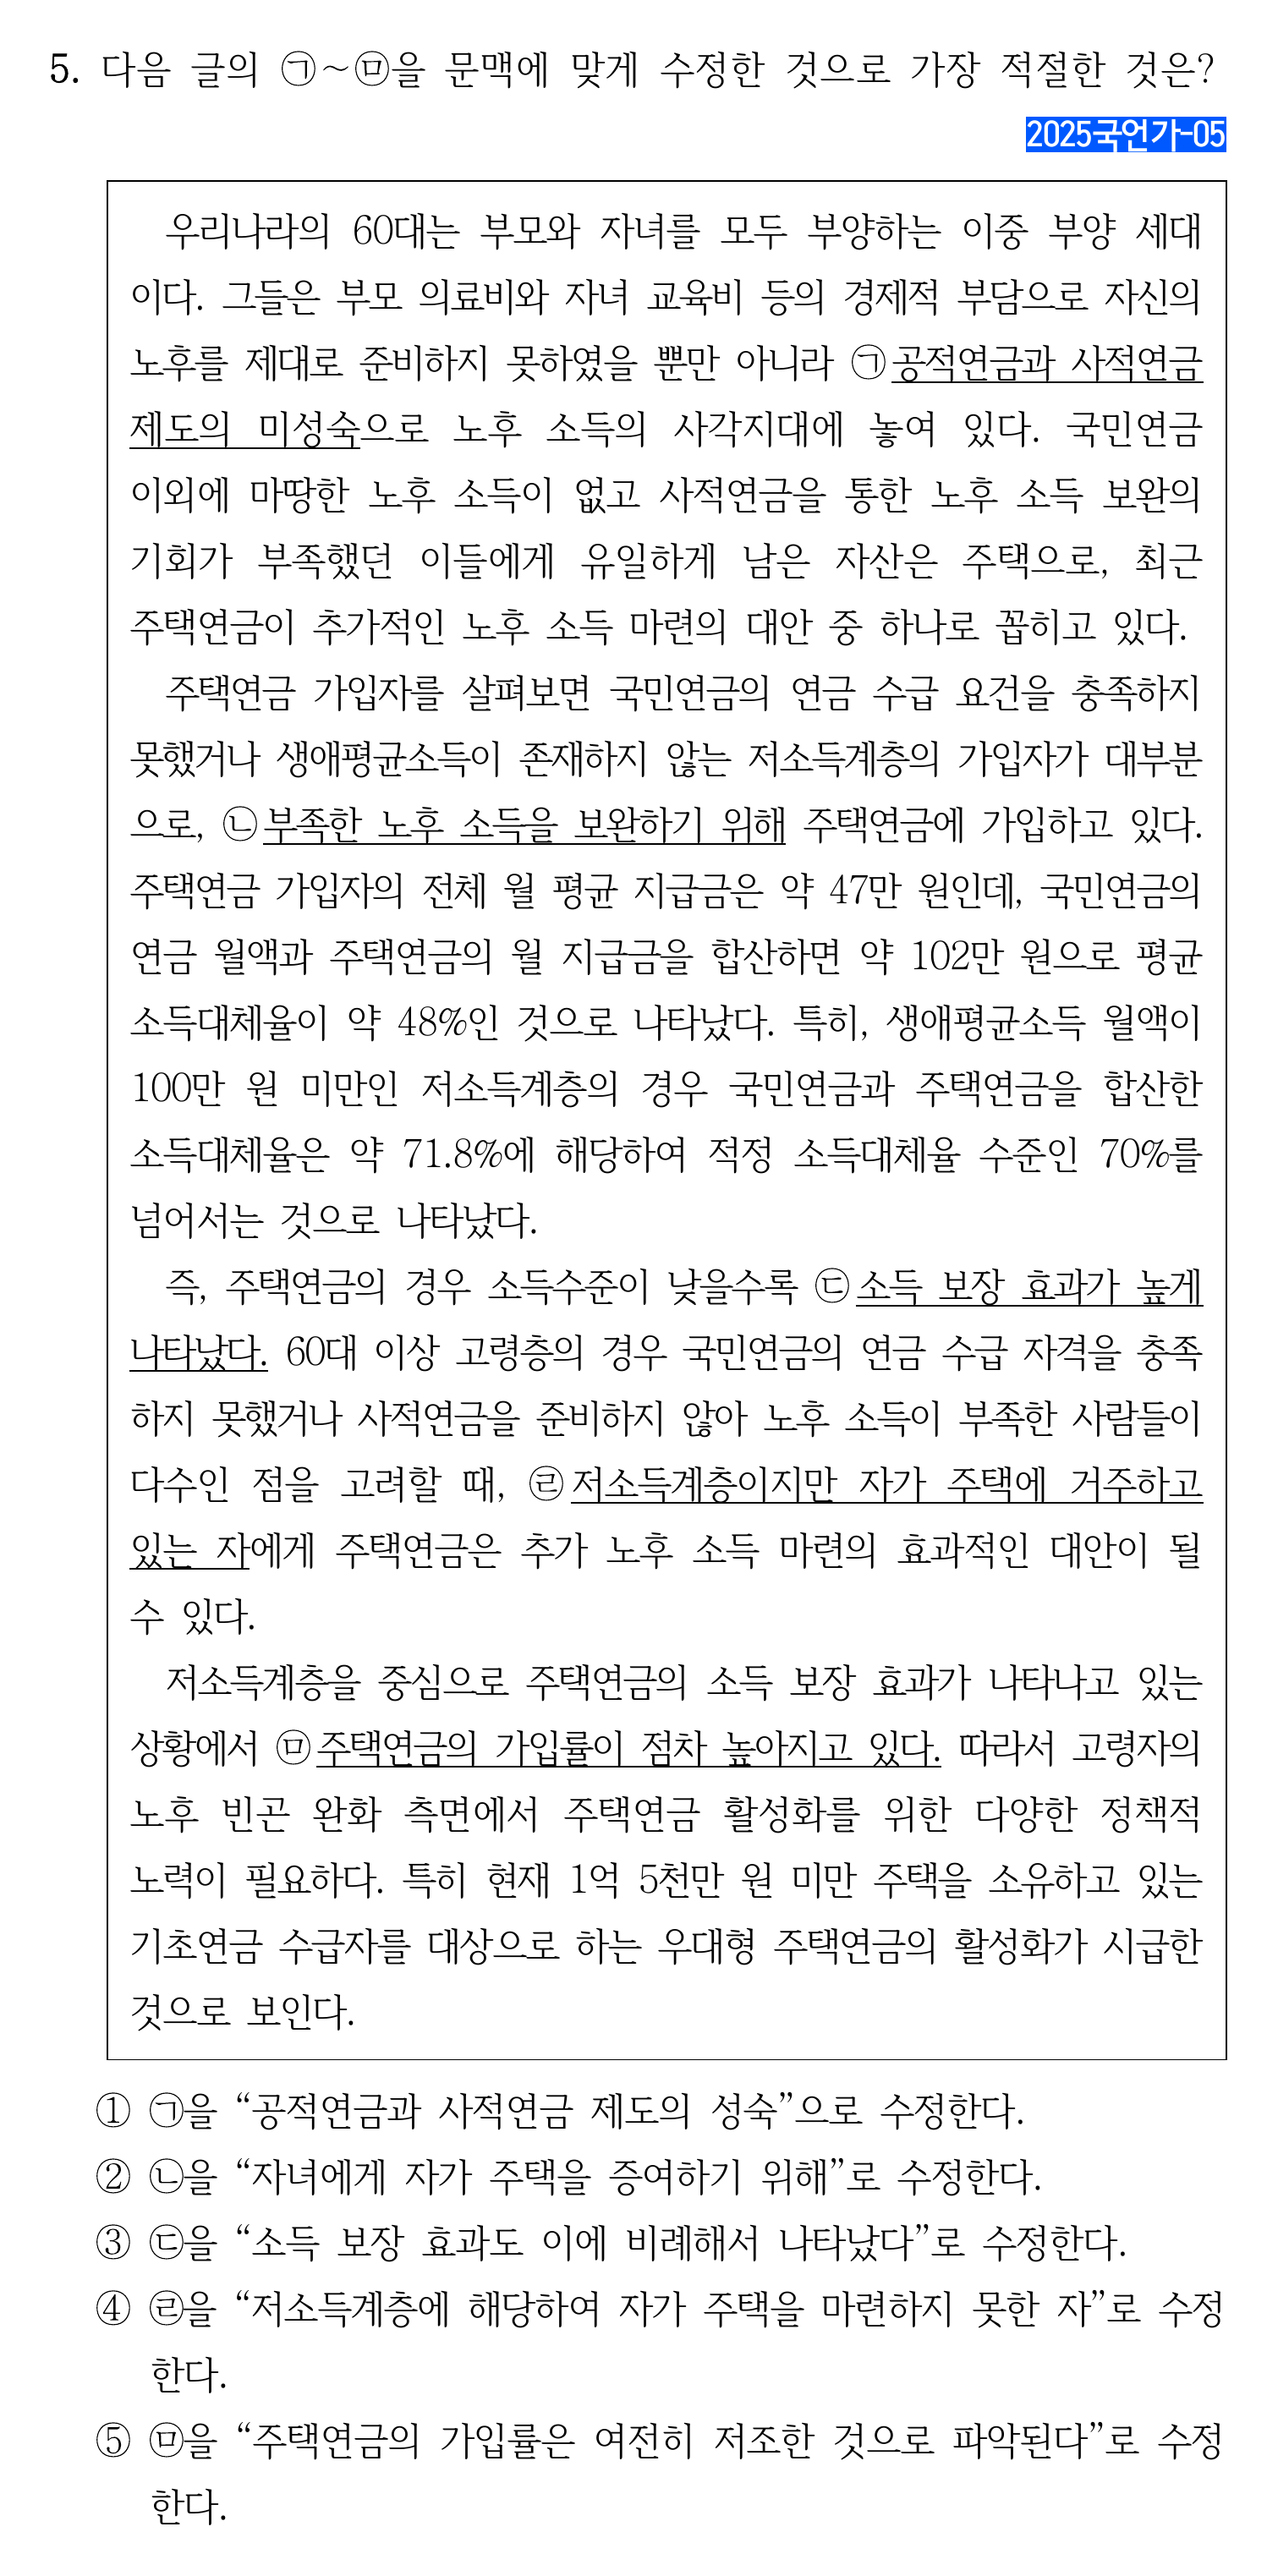 5. 다음 글의 ㉠~㉤을 문맥에 맞게 수정한 것으로 가장 적절한 것은?
2025국언가-05
우리나라의 60대는 부모와 자녀를 모두 부양하는 이중 부양 세대
이다. 그들은 부모 의료비와 자녀 교육비 등의 경제적 부담으로 자신의
노후를 제대로 준비하지 못하였을 뿐만 아니라 ㉠공적연금과 사적연금
제도의 미성숙으로 노후 소득의 사각지대에 놓여 있다. 국민연금
이외에 마땅한 노후 소득이 없고 사적연금을 통한 노후 소득 보완의
기회가 부족했던 이들에게 유일하게 남은 자산은 주택으로, 최근
주택연금이 추가적인 노후 소득 마련의 대안 중 하나로 꼽히고 있다.
주택연금 가입자를 살펴보면 국민연금의 연금 수급 요건을 충족하지
못했거나 생애평균소득이 존재하지 않는 저소득계층의 가입자가 대부분
으로, ㉡부족한 노후 소득을 보완하기 위해 주택연금에 가입하고 있다.
주택연금 가입자의 전체 월 평균 지급금은 약 47만 원인데, 국민연금의
연금 월액과 주택연금의 월 지급금을 합산하면 약 102만 원으로 평균
소득대체율이 약 48%인 것으로 나타났다. 특히, 생애평균소득 월액이
100만 원 미만인 저소득계층의 경우 국민연금과 주택연금을 합산한
소득대체율은 약 71.8%에 해당하여 적정 소득대체율 수준인 70%를
넘어서는 것으로 나타났다.
즉, 주택연금의 경우 소득수준이 낮을수록 ㉢소득 보장 효과가 높게
나타났다. 60대 이상 고령층의 경우 국민연금의 연금 수급 자격을 충족
하지 못했거나 사적연금을 준비하지 않아 노후 소득이 부족한 사람들이
다수인 점을 고려할 때, ㉣저소득계층이지만 자가 주택에 거주하고
있는 자에게 주택연금은 추가 노후 소득 마련의 효과적인 대안이 될
수 있다.
저소득계층을 중심으로 주택연금의 소득 보장 효과가 나타나고 있는
상황에서 ㉤주택연금의 가입률이 점차 높아지고 있다. 따라서 고령자의
노후 빈곤 완화 측면에서 주택연금 활성화를 위한 다양한 정책적
노력이 필요하다. 특히 현재 1억 5천만 원 미만 주택을 소유하고 있는
기초연금 수급자를 대상으로 하는 우대형 주택연금의 활성화가 시급한
것으로 보인다.
① ㉠을 “공적연금과 사적연금 제도의 성숙”으로 수정한다.
② ㉡을 “자녀에게 자가 주택을 증여하기 위해”로 수정한다.
③ ㉢을 “소득 보장 효과도 이에 비례해서 나타났다”로 수정한다.
④ ㉣을 “저소득계층에 해당하여 자가 주택을 마련하지 못한 자”로 수정
한다.
⑤ ㉤을 “주택연금의 가입률은 여전히 저조한 것으로 파악된다”로 수정
한다.